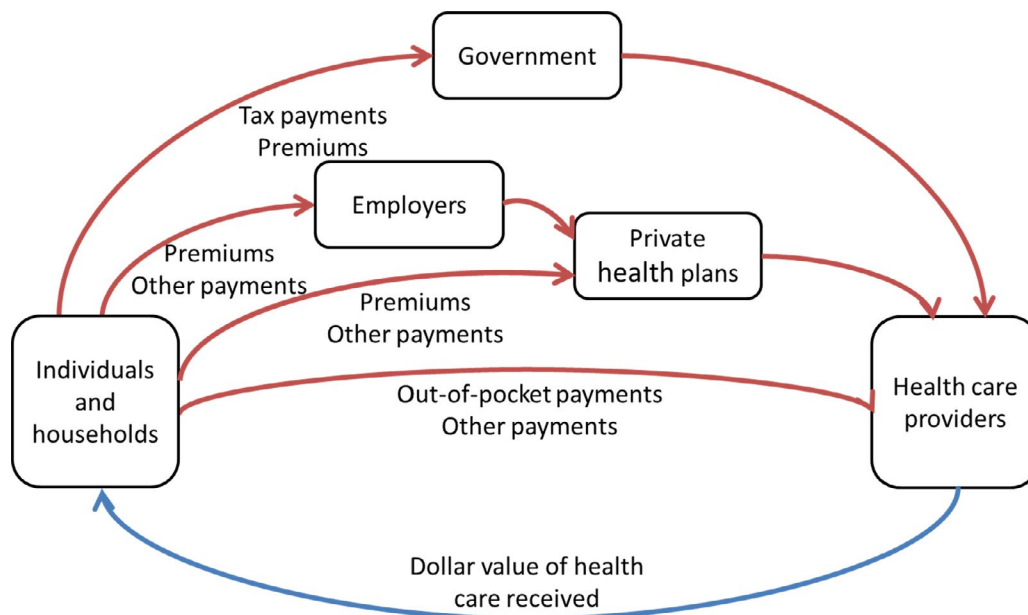 Government
Tax payments
Premiums
Employers
Premiums
Other payments
Private
health plans
Premiums
Other payments
Individuals
and
households
Out-of-pocket payments
Other payments
Health care
providers
Dollar value of health
care received